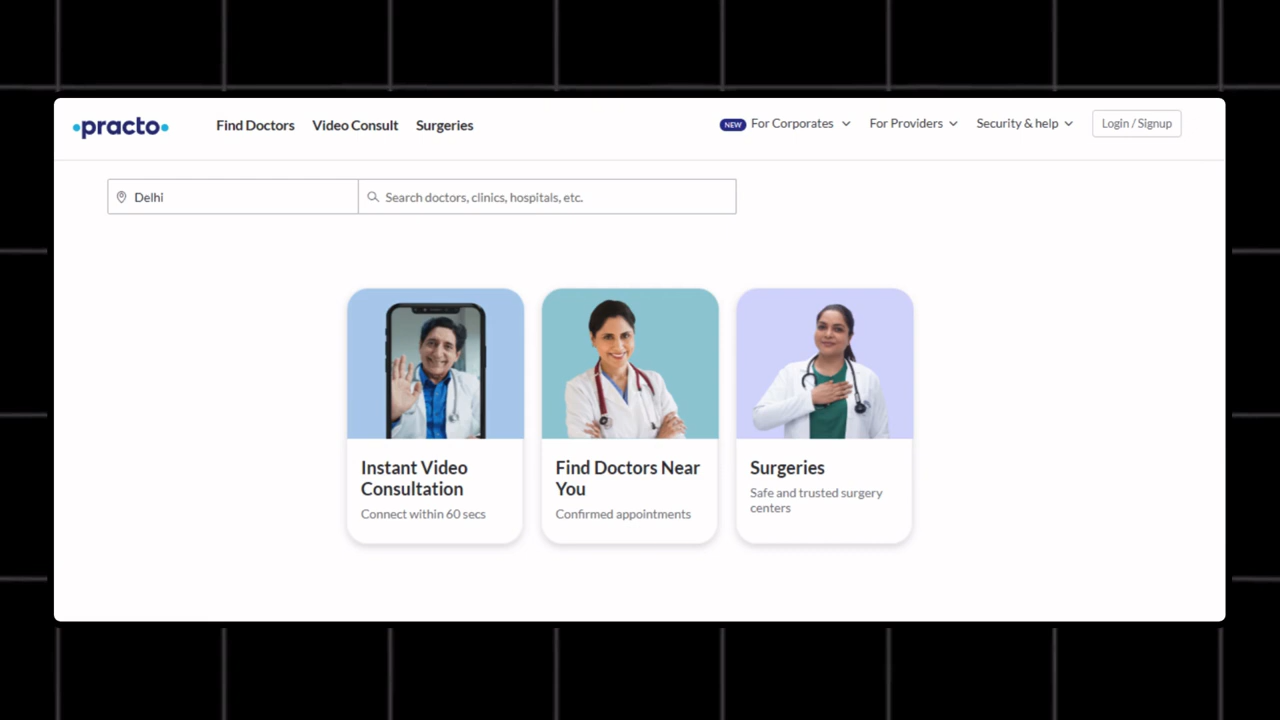 practo
Find Doctors
Video Consult
Surgeries
NEW
For Corporates
For Providers
Security & help
Login / Signup
Delhi
Search doctors, clinics, hospitals, etc.
Instant Video
Consultation
Connect within 60 secs
Find Doctors Near
You
Confirmed appointments
Surgeries
Safe and trusted surgery
centers